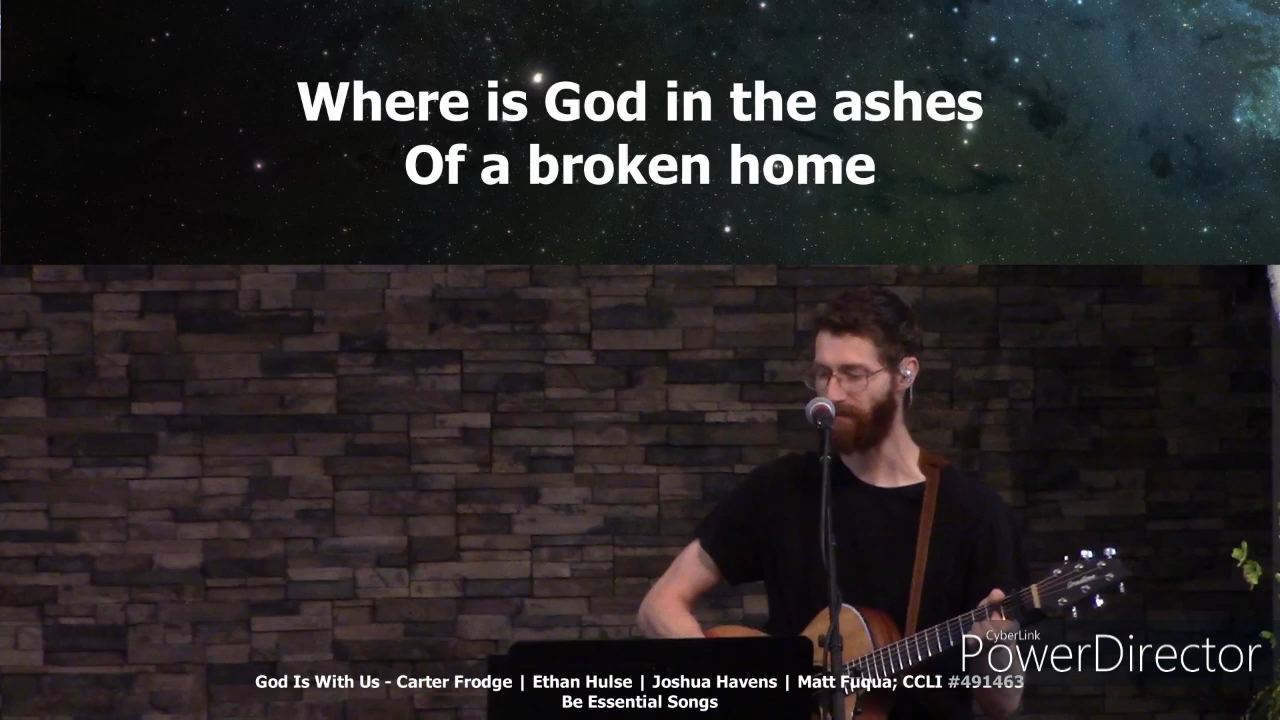 Where is God in the ashes
Of a broken home
CyberLink
PowerDirector
God Is With Us - Carter Frodge | Ethan Hulse | Joshua Havens | Matt Fuqua; CCLI #491463
Be Essential Songs